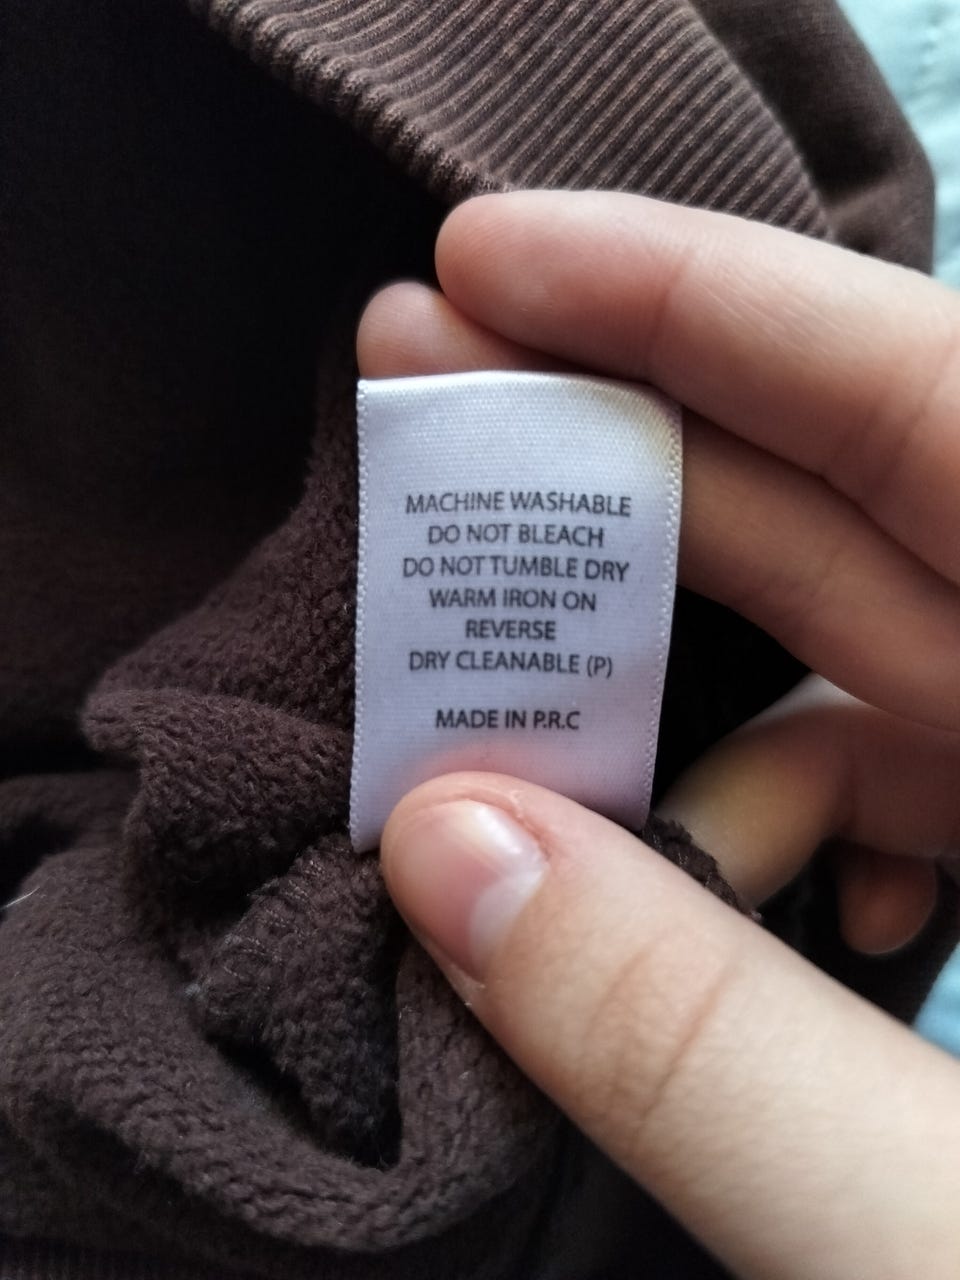 MACHINE WASHABLE
DO NOT BLEACH
DO NOT TUMBLE DRY
WARM IRON ON
REVERSE
DRY CLEANABLE (P)
MADE IN P.R.C